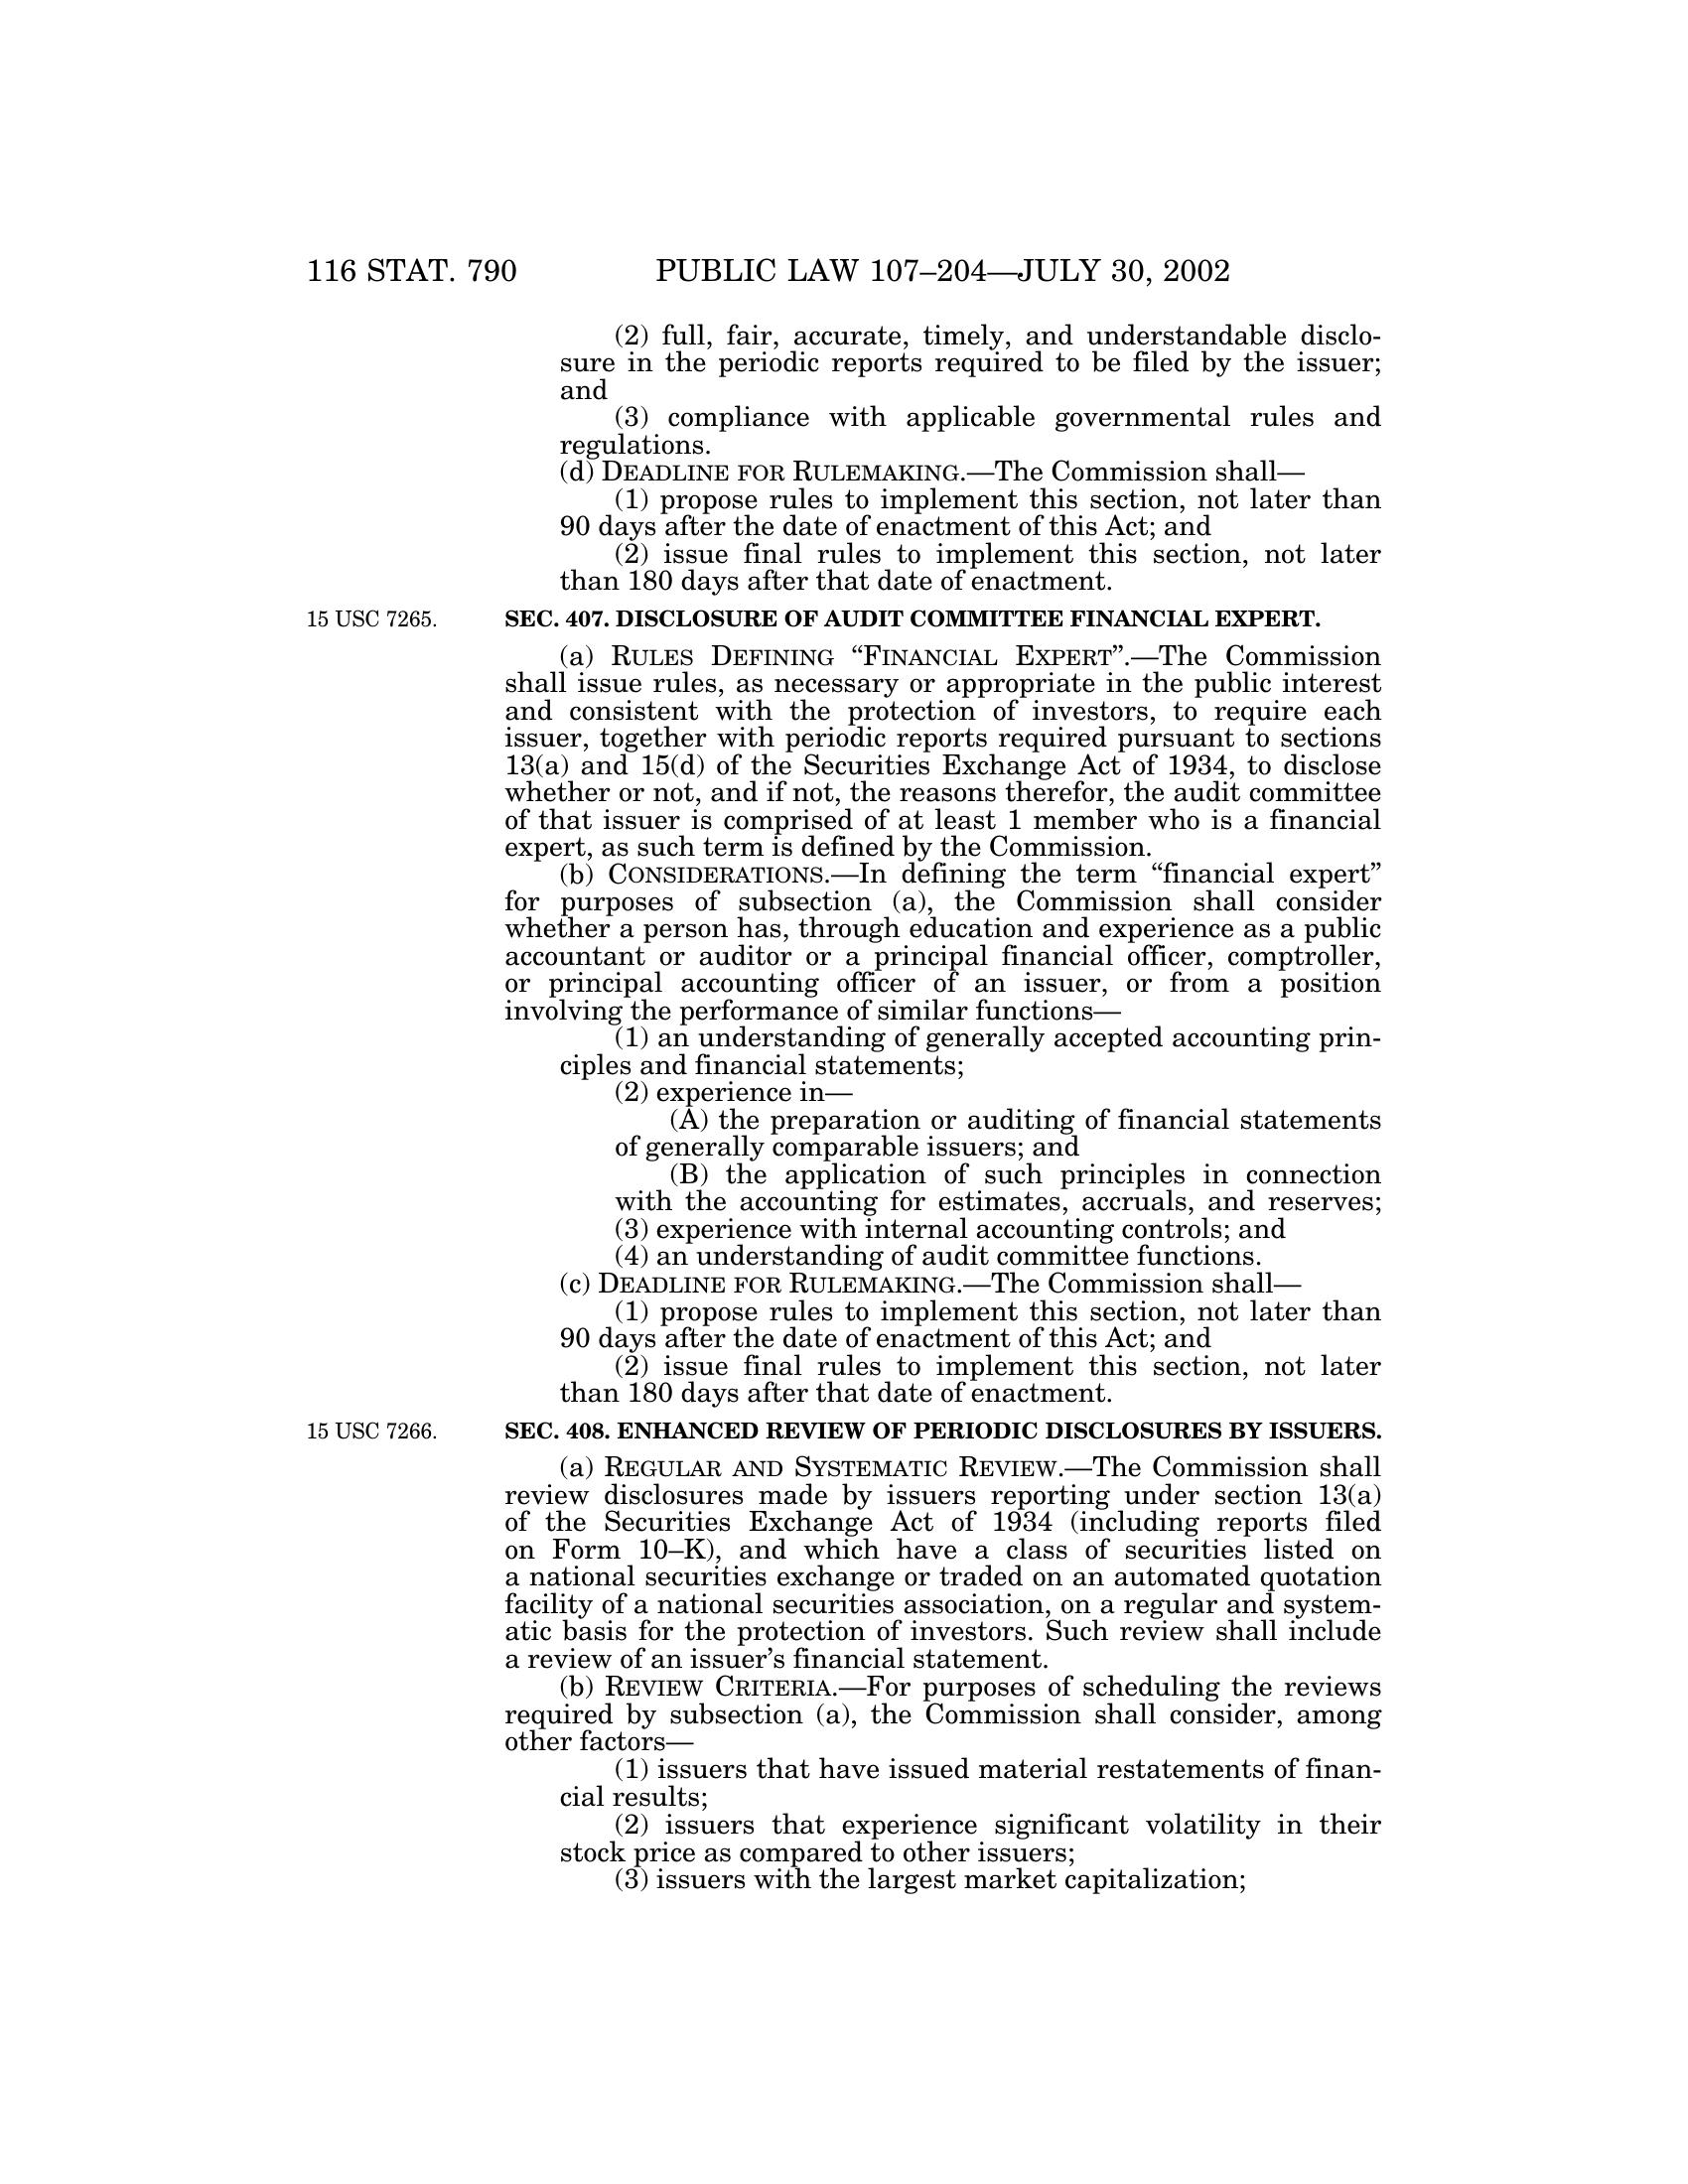 116 STAT. 790 PUBLIC LAW 107–204—JULY 30, 2002
(2) full, fair, accurate, timely, and understandable disclo-
sure in the periodic reports required to be filed by the issuer;
and
(3) compliance with applicable governmental rules and
regulations.
(d) DEADLINE FOR RULEMAKING.—The Commission shall—
(1) propose rules to implement this section, not later than
90 days after the date of enactment of this Act; and
(2) issue final rules to implement this section, not later
than 180 days after that date of enactment.
15 USC 7265. SEC. 407. DISCLOSURE OF AUDIT COMMITTEE FINANCIAL EXPERT.
(a) RULES DEFINING “FINANCIAL EXPERT”.—The Commission
shall issue rules, as necessary or appropriate in the public interest
and consistent with the protection of investors, to require each
issuer, together with periodic reports required pursuant to sections
13(a) and 15(d) of the Securities Exchange Act of 1934, to disclose
whether or not, and if not, the reasons therefor, the audit committee
of that issuer is comprised of at least 1 member who is a financial
expert, as such term is defined by the Commission.
(b) CONSIDERATIONS.—In defining the term “financial expert”
for purposes of subsection (a), the Commission shall consider
whether a person has, through education and experience as a public
accountant or auditor or a principal financial officer, comptroller,
or principal accounting officer of an issuer, or from a position
involving the performance of similar functions—
(1) an understanding of generally accepted accounting prin-
ciples and financial statements;
(2) experience in—
(A) the preparation or auditing of financial statements
of generally comparable issuers; and
(B) the application of such principles in connection
with the accounting for estimates, accruals, and reserves;
(3) experience with internal accounting controls; and
(4) an understanding of audit committee functions.
(c) DEADLINE FOR RULEMAKING.—The Commission shall—
(1) propose rules to implement this section, not later than
90 days after the date of enactment of this Act; and
(2) issue final rules to implement this section, not later
than 180 days after that date of enactment.
15 USC 7266. SEC. 408. ENHANCED REVIEW OF PERIODIC DISCLOSURES BY ISSUERS.
(a) REGULAR AND SYSTEMATIC REVIEW.—The Commission shall
review disclosures made by issuers reporting under section 13(a)
of the Securities Exchange Act of 1934 (including reports filed
on Form 10–K), and which have a class of securities listed on
a national securities exchange or traded on an automated quotation
facility of a national securities association, on a regular and system-
atic basis for the protection of investors. Such review shall include
a review of an issuer’s financial statement.
(b) REVIEW CRITERIA.—For purposes of scheduling the reviews
required by subsection (a), the Commission shall consider, among
other factors—
(1) issuers that have issued material restatements of finan-
cial results;
(2) issuers that experience significant volatility in their
stock price as compared to other issuers;
(3) issuers with the largest market capitalization;